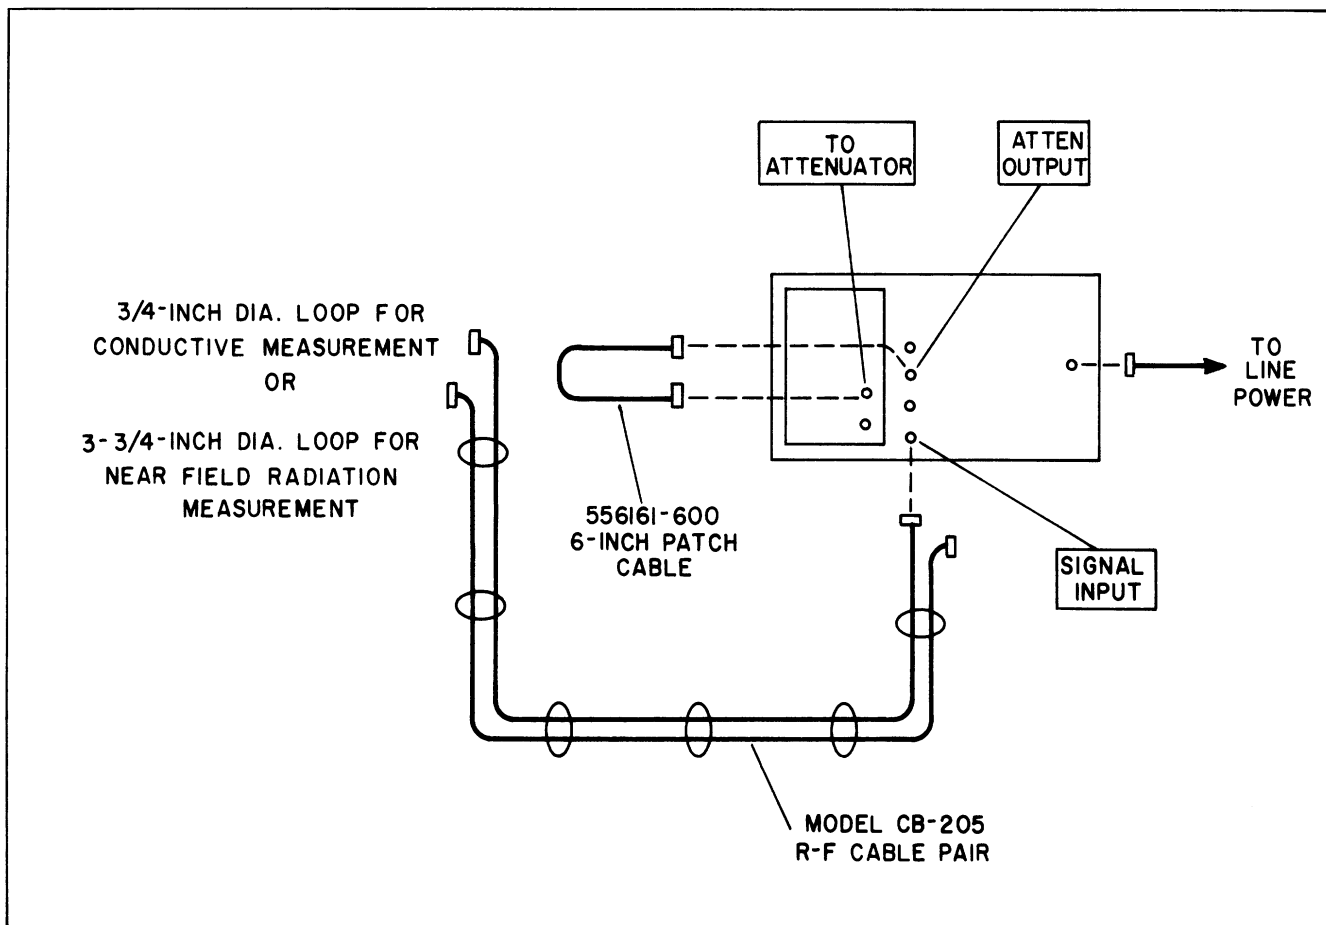 TO
ATTENUATOR
ATTEN
OUTPUT
3/4-INCH DIA. LOOP FOR
CONDUCTIVE MEASUREMENT
OR
3-3/4-INCH DIA. LOOP FOR
NEAR FIELD RADIATION
MEASUREMENT
TO
LINE
POWER
556161-600
6-INCH PATCH
CABLE
SIGNAL
INPUT
MODEL CB-205
R-F CABLE PAIR